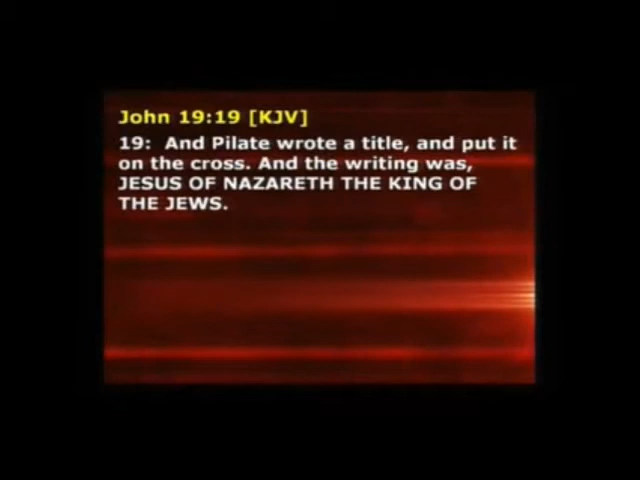 John 19:19 [KJV]
19: And Pilate wrote a title, and put it
on the cross. And the writing was,
JESUS OF NAZARETH THE KING OF
THE JEWS.